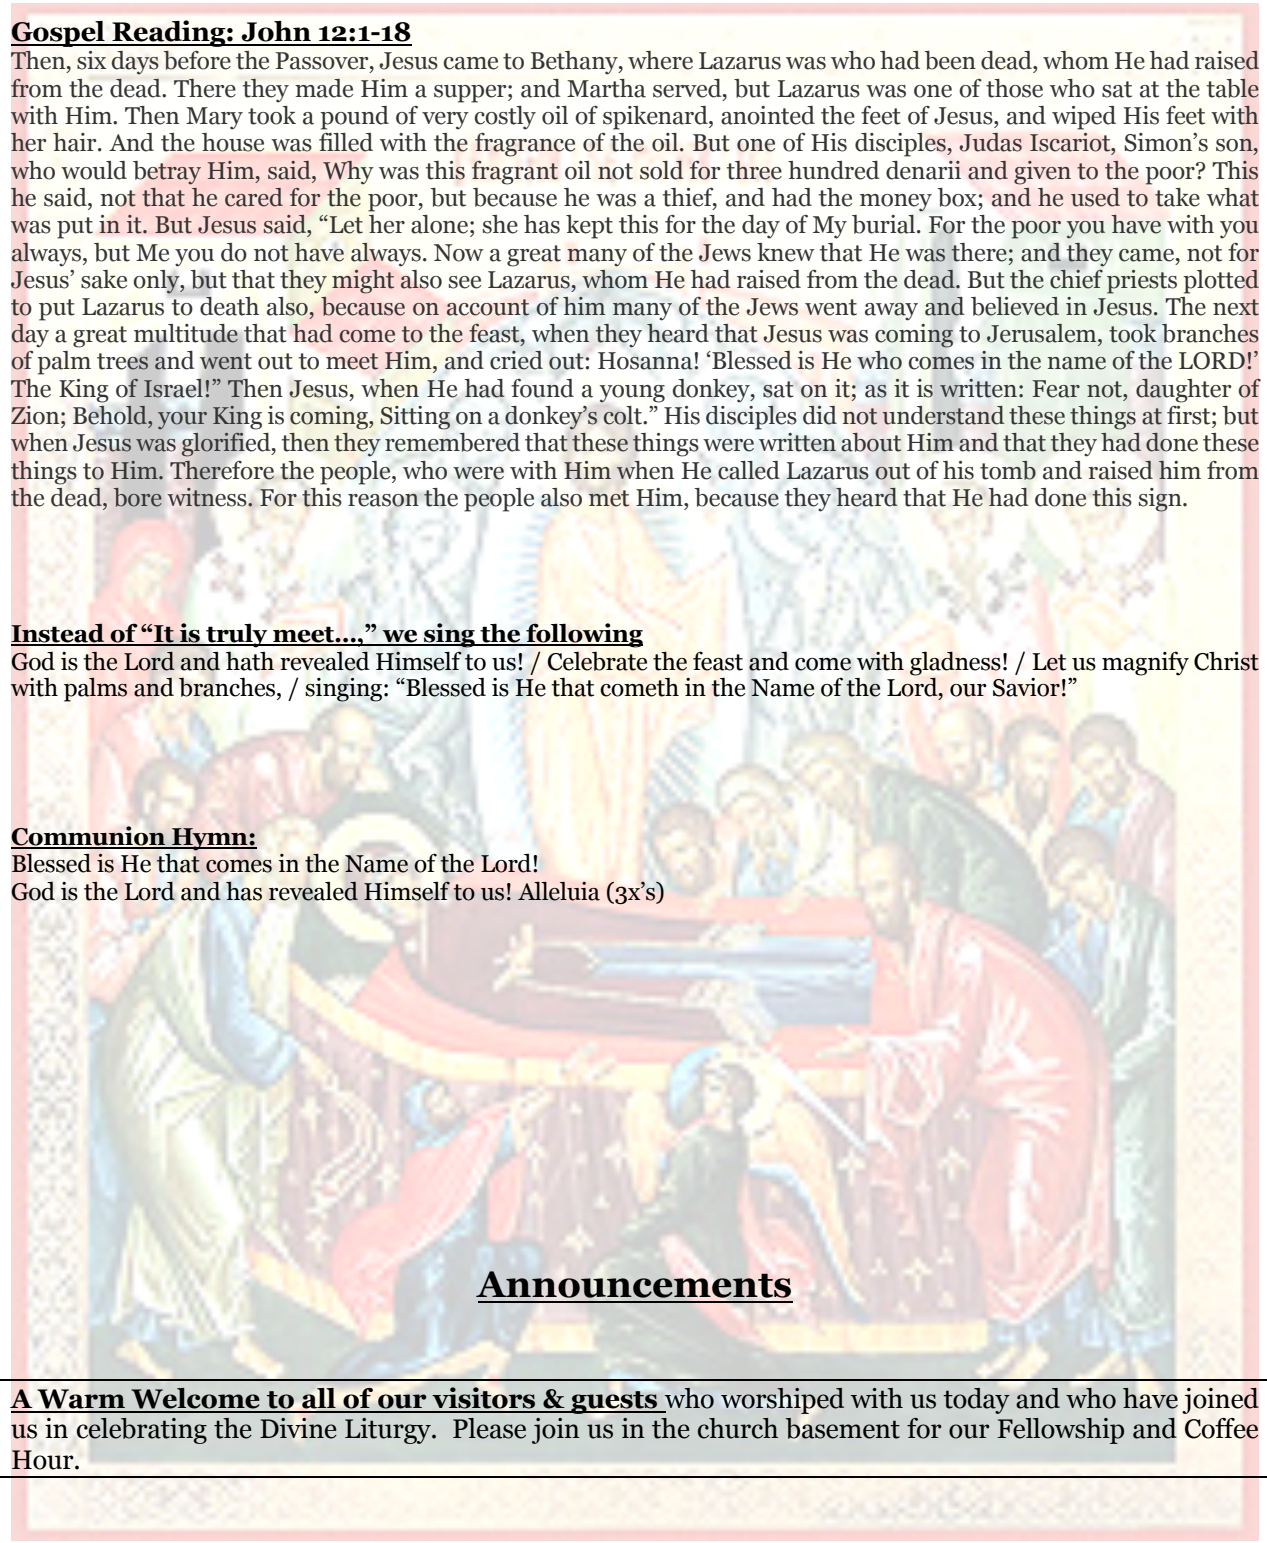 Gospel Reading: John 12:1-18
Then, six days before the Passover, Jesus came to Bethany, where Lazarus was who had been dead, whom He had raised
from the dead. There they made Him a supper; and Martha served, but Lazarus was one of those who sat at the table
with Him. Then Mary took a pound of very costly oil of spikenard, anointed the feet of Jesus, and wiped His feet with
her hair. And the house was filled with the fragrance of the oil. But one of His disciples, Judas Iscariot, Simon’s son,
who would betray Him, said, Why was this fragrant oil not sold for three hundred denarii and given to the poor? This
he said, not that he cared for the poor, but because he was a thief, and had the money box; and he used to take what
was put in it. But Jesus said, “Let her alone; she has kept this for the day of My burial. For the poor you have with you
always, but Me you do not have always. Now a great many of the Jews knew that He was there; and they came, not for
Jesus’ sake only, but that they might also see Lazarus, whom He had raised from the dead. But the chief priests plotted
to put Lazarus to death also, because on account of him many of the Jews went away and believed in Jesus. The next
day a great multitude that had come to the feast, when they heard that Jesus was coming to Jerusalem, took branches
of palm trees and went out to meet Him, and cried out: Hosanna! ‘Blessed is He who comes in the name of the LORD!’
The King of Israel!” Then Jesus, when He had found a young donkey, sat on it; as it is written: Fear not, daughter of
Zion; Behold, your King is coming, Sitting on a donkey’s colt.” His disciples did not understand these things at first; but
when Jesus was glorified, then they remembered that these things were written about Him and that they had done these
things to Him. Therefore the people, who were with Him when He called Lazarus out of his tomb and raised him from
the dead, bore witness. For this reason the people also met Him, because they heard that He had done this sign.
Instead of “It is truly meet…,” we sing the following
God is the Lord and hath revealed Himself to us! / Celebrate the feast and come with gladness! / Let us magnify Christ
with palms and branches, / singing: “Blessed is He that cometh in the Name of the Lord, our Savior!”
Communion Hymn:
Blessed is He that comes in the Name of the Lord!
God is the Lord and has revealed Himself to us! Alleluia (3x’s)
Announcements
A Warm Welcome to all of our visitors & guests who worshiped with us today and who have joined
us in celebrating the Divine Liturgy.  Please join us in the church basement for our Fellowship and Coffee
Hour.